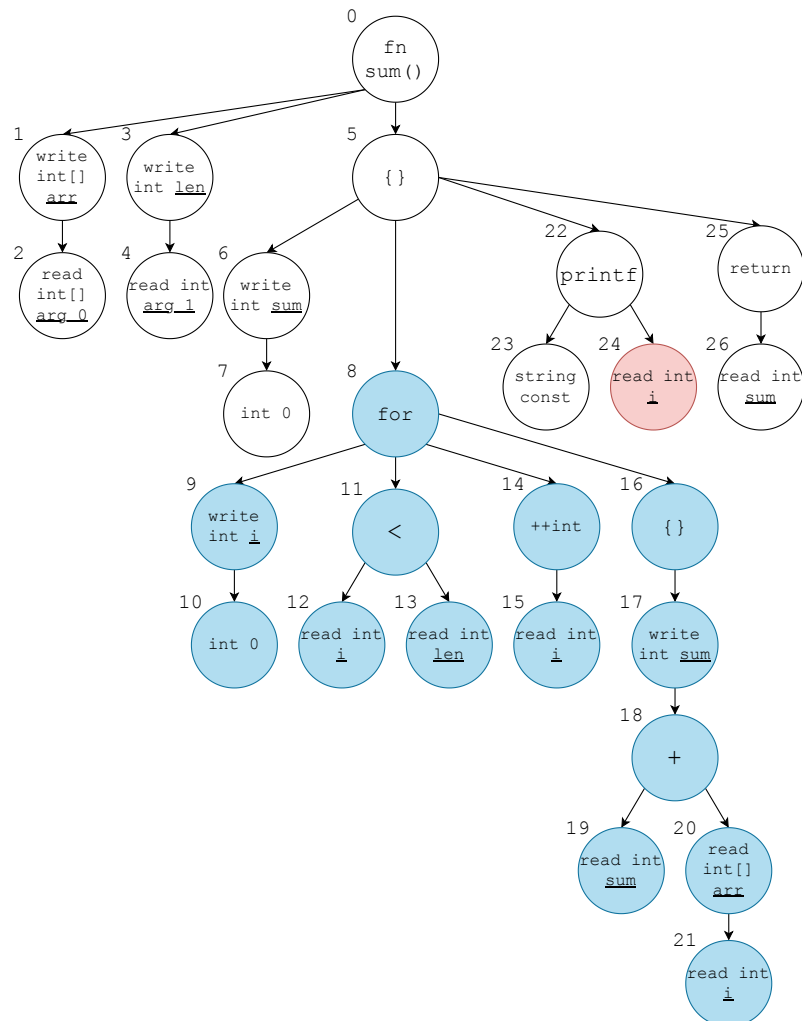 0
fn
sum()
1
write
int[]
arr
3
write
int len
5
{}
2
read
int[]
arg 0
4
read int
arg 1
6
write
int sum
22
printf
25
return
7
int 0
8
for
23
string
const
24
read int
i
26
read int
sum
9
write
int i
11
<
14
++int
16
{}
10
int 0
12
read int
i
13
read int
len
15
read int
i
17
write
int sum
18
+
19
read int
sum
20
read
int[]
arr
21
read int
i